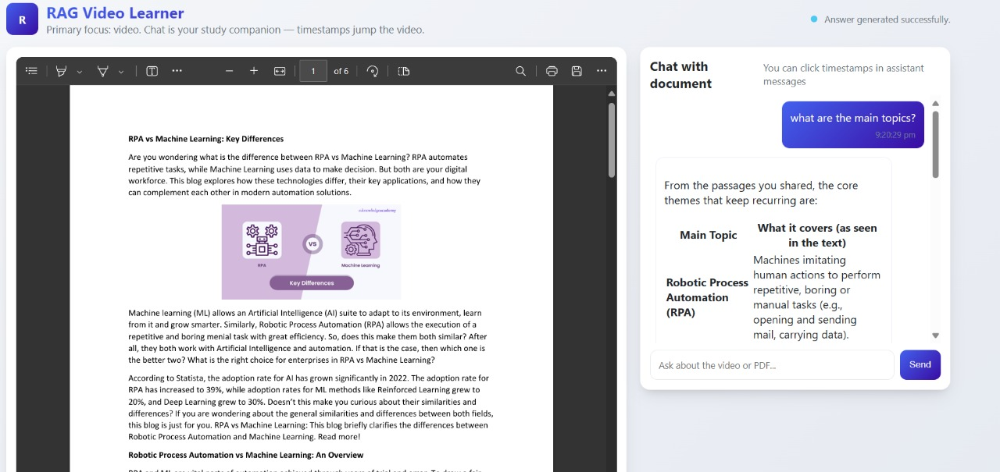 R
RAG Video Learner
Primary focus: video. Chat is your study companion — timestamps jump the video.
Answer generated successfully.
1 of 6
RPA vs Machine Learning: Key Differences
Are you wondering what is the difference between RPA vs Machine Learning? RPA automates
repetitive tasks, while Machine Learning uses data to make decision. But both are your digital
workforce. This blog explores how these technologies differ, their key applications, and how they
can complement each other in modern automation solutions.
theknowledgeacademy
VS
RPA
Machine Learning
Key Differences
Machine learning (ML) allows an Artificial Intelligence (AI) suite to adapt to its environment, learn
from it and grow smarter. Similarly, Robotic Process Automation (RPA) allows the execution of a
repetitive and boring menial task with great efficiency. So, does this make them both similar? After
all, they both work with Artificial Intelligence and automation. If that is the case, then which one is
the better two? What is the right choice for enterprises in RPA vs Machine Learning?
According to Statista, the adoption rate for AI has grown significantly in 2022. The adoption rate for
RPA has increased to 39%, while adoption rates for ML methods like Reinforced Learning grew to
20%, and Deep Learning grew to 30%. Doesn't this make you curious about their similarities and
differences? If you are wondering about the general similarities and differences between both fields,
this blog is just for you. RPA vs Machine Learning: This blog briefly clarifies the differences between
Robotic Process Automation and Machine Learning. Read more!
Robotic Process Automation vs Machine Learning: An Overview
Chat with
document
You can click timestamps in assistant
messages
what are the main topics?
9:20:29 pm
From the passages you shared, the core
themes that keep recurring are:
Main Topic
What it covers (as seen
in the text)
Robotic Process
Automation
(RPA)
Machines imitating
human actions to perform
repetitive, boring or
manual tasks (e.g.,
opening and sending
mail, carrying data).
Ask about the video or PDF...
Send